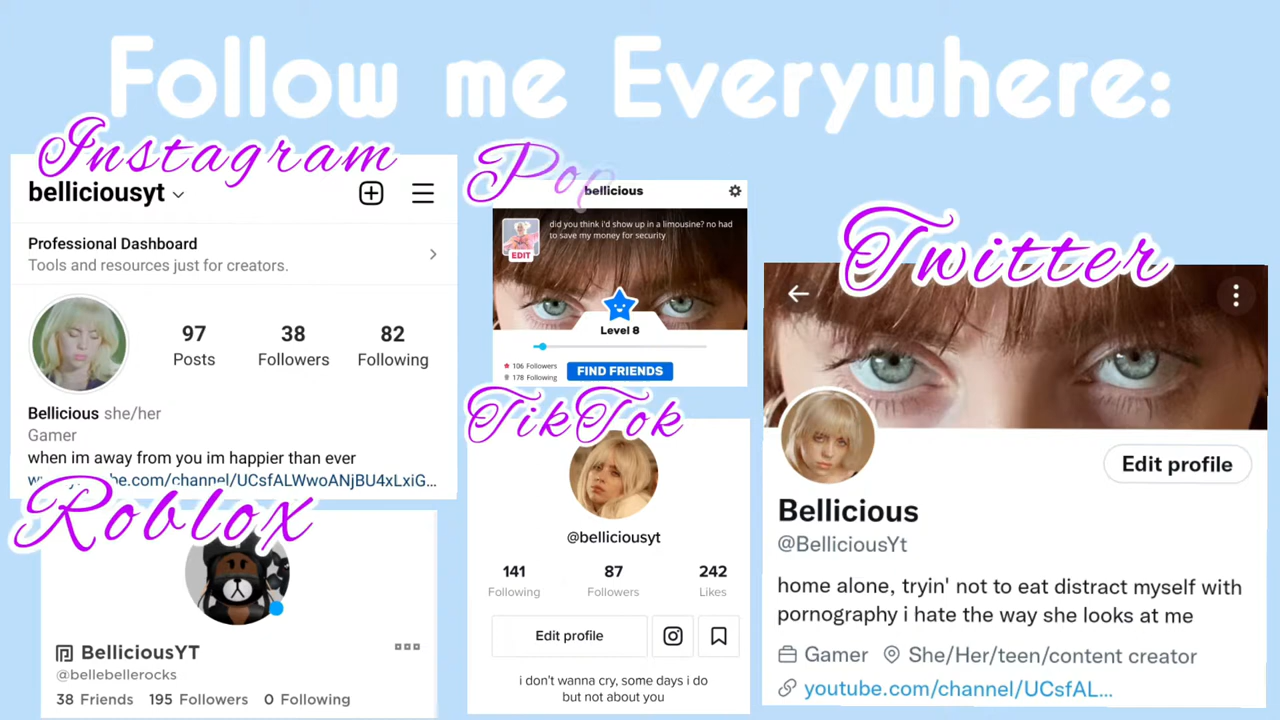 Follow me Everywhere:
Instagram
belliciousyt
Professional Dashboard
Tools and resources just for creators.
97
38
82
Posts
Followers
Following
Bellicious she/her
Gamer
when im away from you im happier than ever
Roblox
BelliciousYT
@bellebellerocks
38 Friends 195 Followers 0 Following
Pop
bellicious
did you think i'd show up in a limousine? no had
to save my money for security
EDIT
Level 8
106 Followers
178 Following
FIND FRIENDS
TikTok
@belliciousyt
141
87
242
Following
Followers
Likes
Edit profile
i don't wanna cry, some days i do
but not about you
Twitter
Edit profile
Bellicious
@BelliciousYt
home alone, tryin' not to eat distract myself with
pornography i hate the way she looks at me
Gamer She/Her/teen/content creator
youtube.com/channel/UCsfAL...